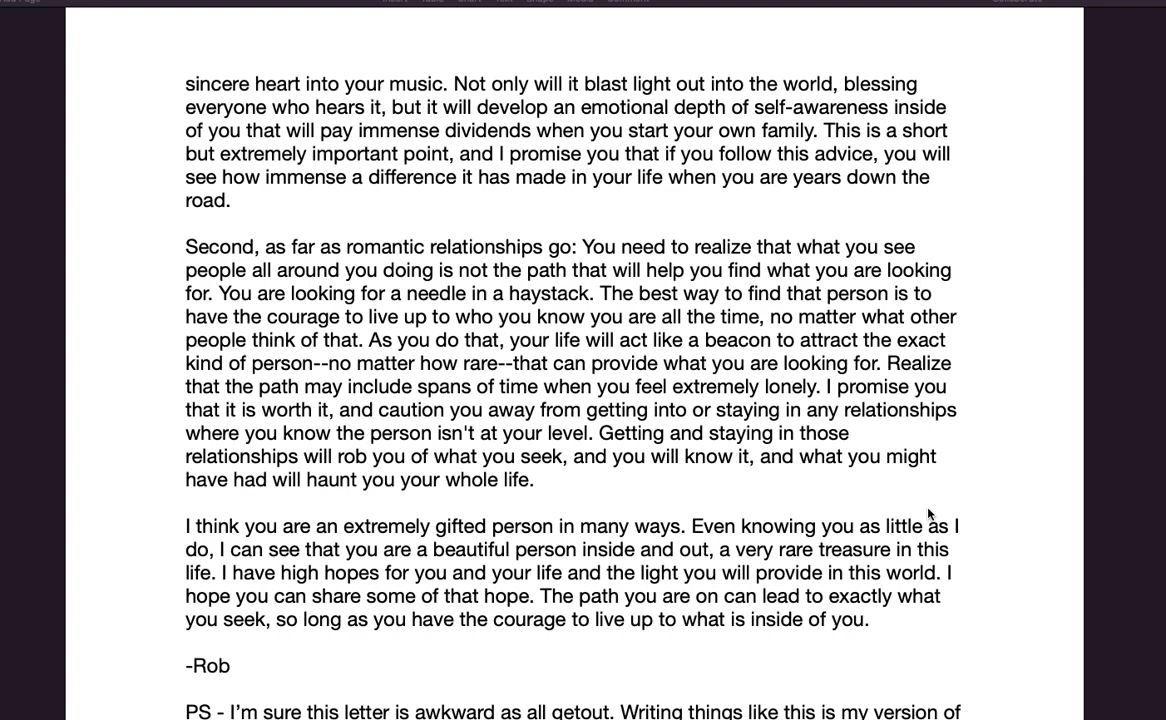 sincere heart into your music. Not only will it blast light out into the world, blessing
everyone who hears it, but it will develop an emotional depth of self-awareness inside
of you that will pay immense dividends when you start your own family. This is a short
but extremely important point, and I promise you that if you follow this advice, you will
see how immense a difference it has made in your life when you are years down the
road.
Second, as far as romantic relationships go: You need to realize that what you see
people all around you doing is not the path that will help you find what you are looking
for. You are looking for a needle in a haystack. The best way to find that person is to
have the courage to live up to who you know you are all the time, no matter what other
people think of that. As you do that, your life will act like a beacon to attract the exact
kind of person--no matter how rare--that can provide what you are looking for. Realize
that the path may include spans of time when you feel extremely lonely. I promise you
that it is worth it, and caution you away from getting into or staying in any relationships
where you know the person isn't at your level. Getting and staying in those
relationships will rob you of what you seek, and you will know it, and what you might
have had will haunt you your whole life.
I think you are an extremely gifted person in many ways. Even knowing you as little as I
do, I can see that you are a beautiful person inside and out, a very rare treasure in this
life. I have high hopes for you and your life and the light you will provide in this world. I
hope you can share some of that hope. The path you are on can lead to exactly what
you seek, so long as you have the courage to live up to what is inside of you.
-Rob
PS - I’m sure this letter is awkward as all getout. Writing things like this is my version of